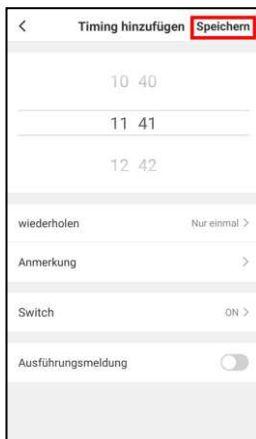 Timing hinzufügen Speichern
10 40
11 41
12 42
wiederholen Nur einmal
Anmerkung
Switch ON
Ausführungsmeldung